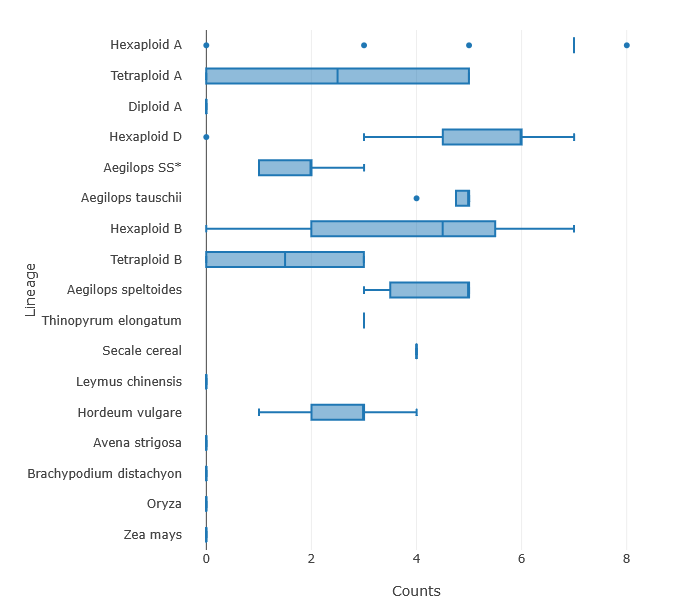 Hexaploid A
Tetraploid A
Diploid A
Hexaploid D
Aegilops SS*
Aegilops tauschii
Hexaploid B
Tetraploid B
Aegilops speltoides
Thinopyrum elongatum
Secale cereal
Leymus chinensis
Hordeum vulgare
Avena strigosa
Brachypodium distachyon
Oryza
Zea mays
Lineage
0 2 4 6 8
Counts